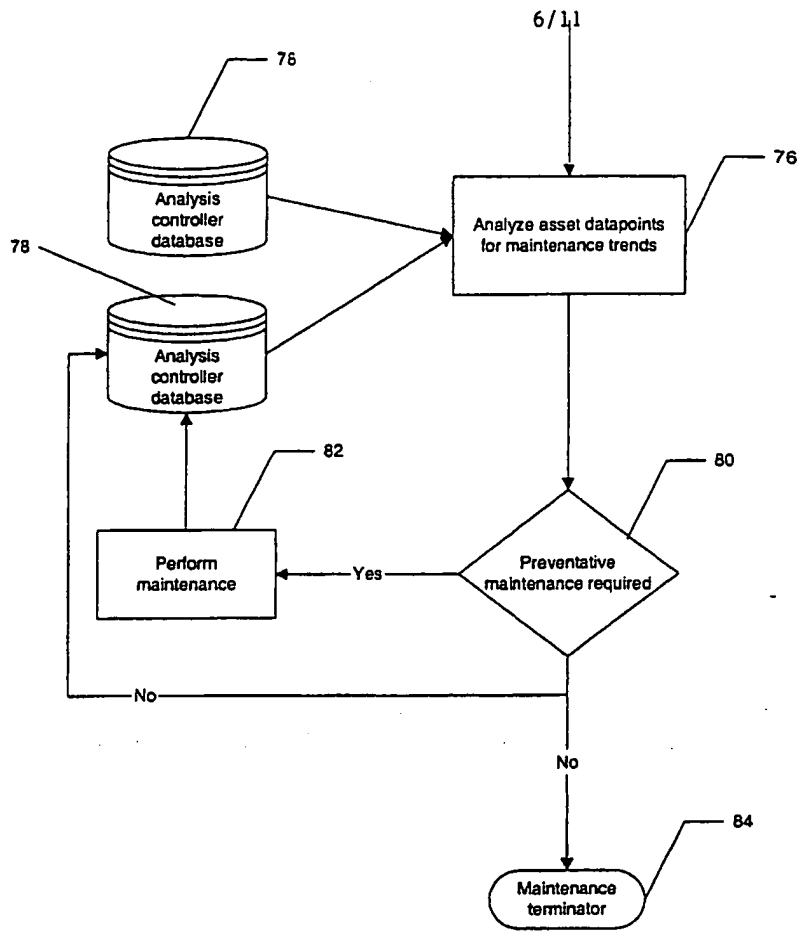 6/11
76
Analysis
controller
database
76
Analyze asset datapoints
for maintenance trends
78
Analysis
controller
database
82
80
Perform
maintenance
Yes
Preventative
maintenance required
No
No
84
Maintenance
terminator